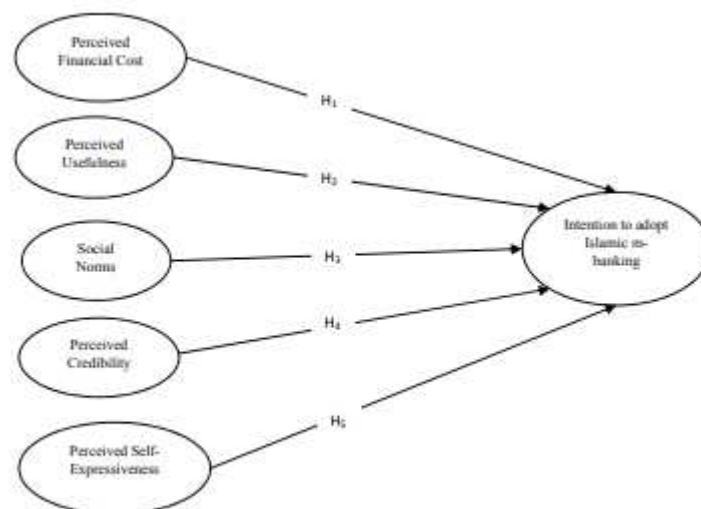 Perceived
Financial Cost
H₁
Perceived
Usefulness
H₂
Social
Norms
H₃
Intention to adopt
Islamic m-
banking
Perceived
Credibility
H₄
Perceived Self-
Expressiveness
H₅